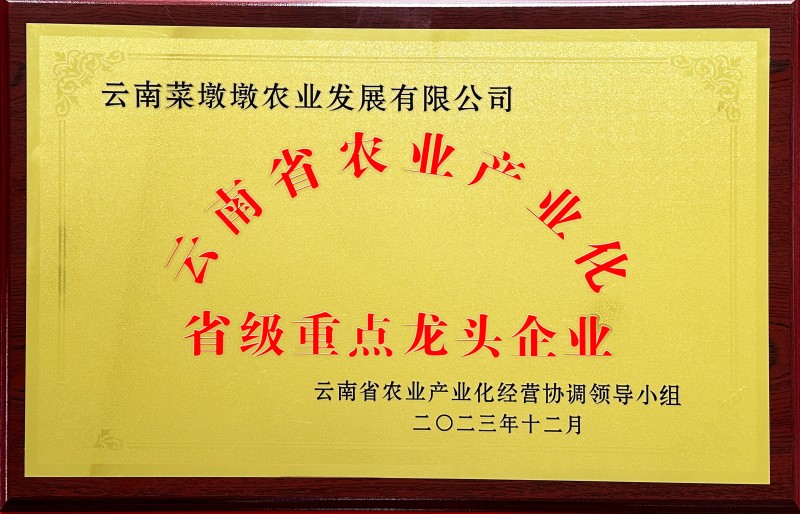 云南菜墩墩农业发展有限公司
云南省农业产业化
省级重点龙头企业
云南省农业产业化经营协调领导小组
二〇二三年十二月